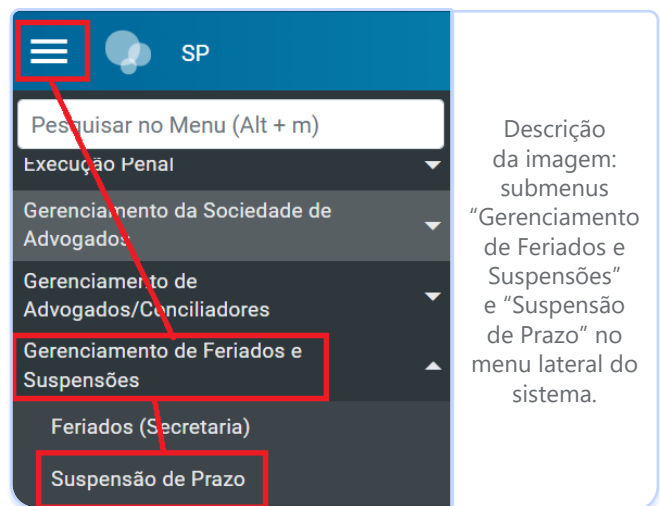 SP
Pesquisar no Menu (Alt + m)
Execução Penal
Gerenciamento da Sociedade de
Advogados
Gerenciamento de
Advogados/Conciliadores
Gerenciamento de Feriados e
Suspensões
Feriados (Secretaria)
Suspensão de Prazo
Descrição
da imagem:
submenus
“Gerenciamento
de Feriados e
Suspensões”
e “Suspensão
de Prazo” no
menu lateral do
sistema.